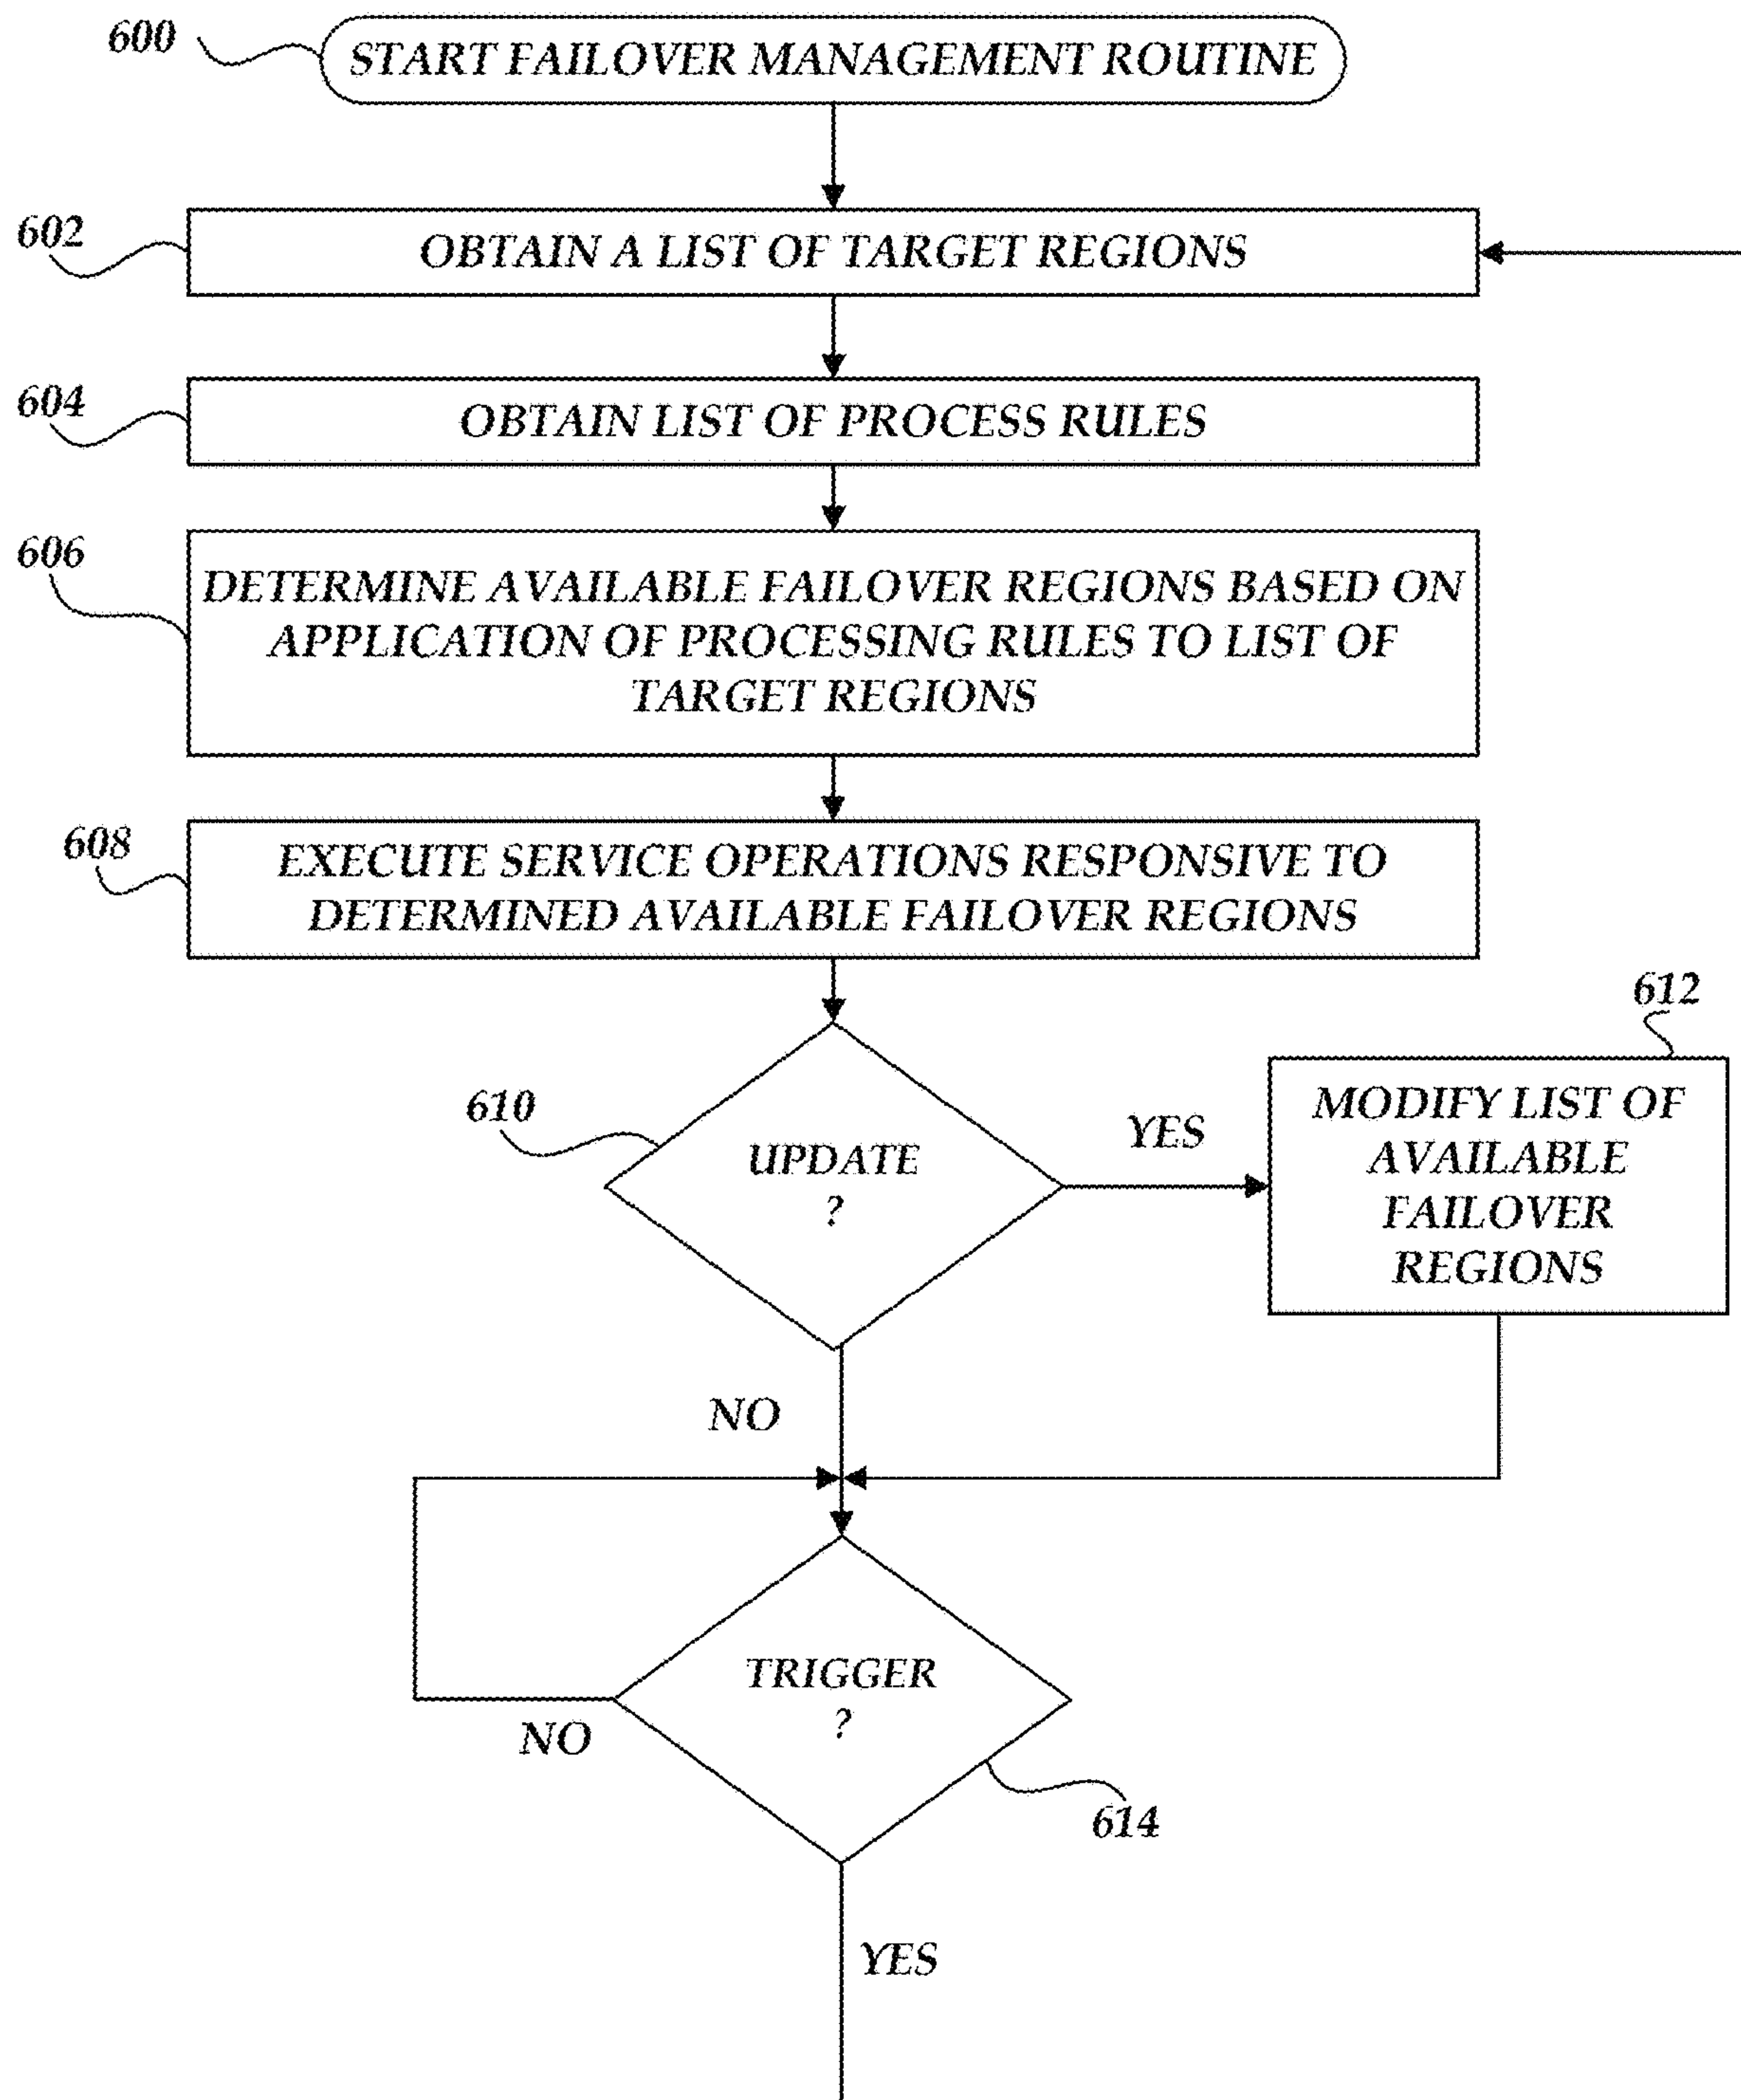 600
START FAILOVER MANAGEMENT ROUTINE
602
OBTAIN A LIST OF TARGET REGIONS
604
OBTAIN LIST OF PROCESS RULES
606
DETERMINE AVAILABLE FAILOVER REGIONS BASED ON
APPLICATION OF PROCESSING RULES TO LIST OF
TARGET REGIONS
608
EXECUTE SERVICE OPERATIONS RESPONSIVE TO
DETERMINED AVAILABLE FAILOVER REGIONS
610
UPDATE
?
YES
612
MODIFY LIST OF
AVAILABLE
FAILOVER
REGIONS
NO
TRIGGER
?
NO
614
YES